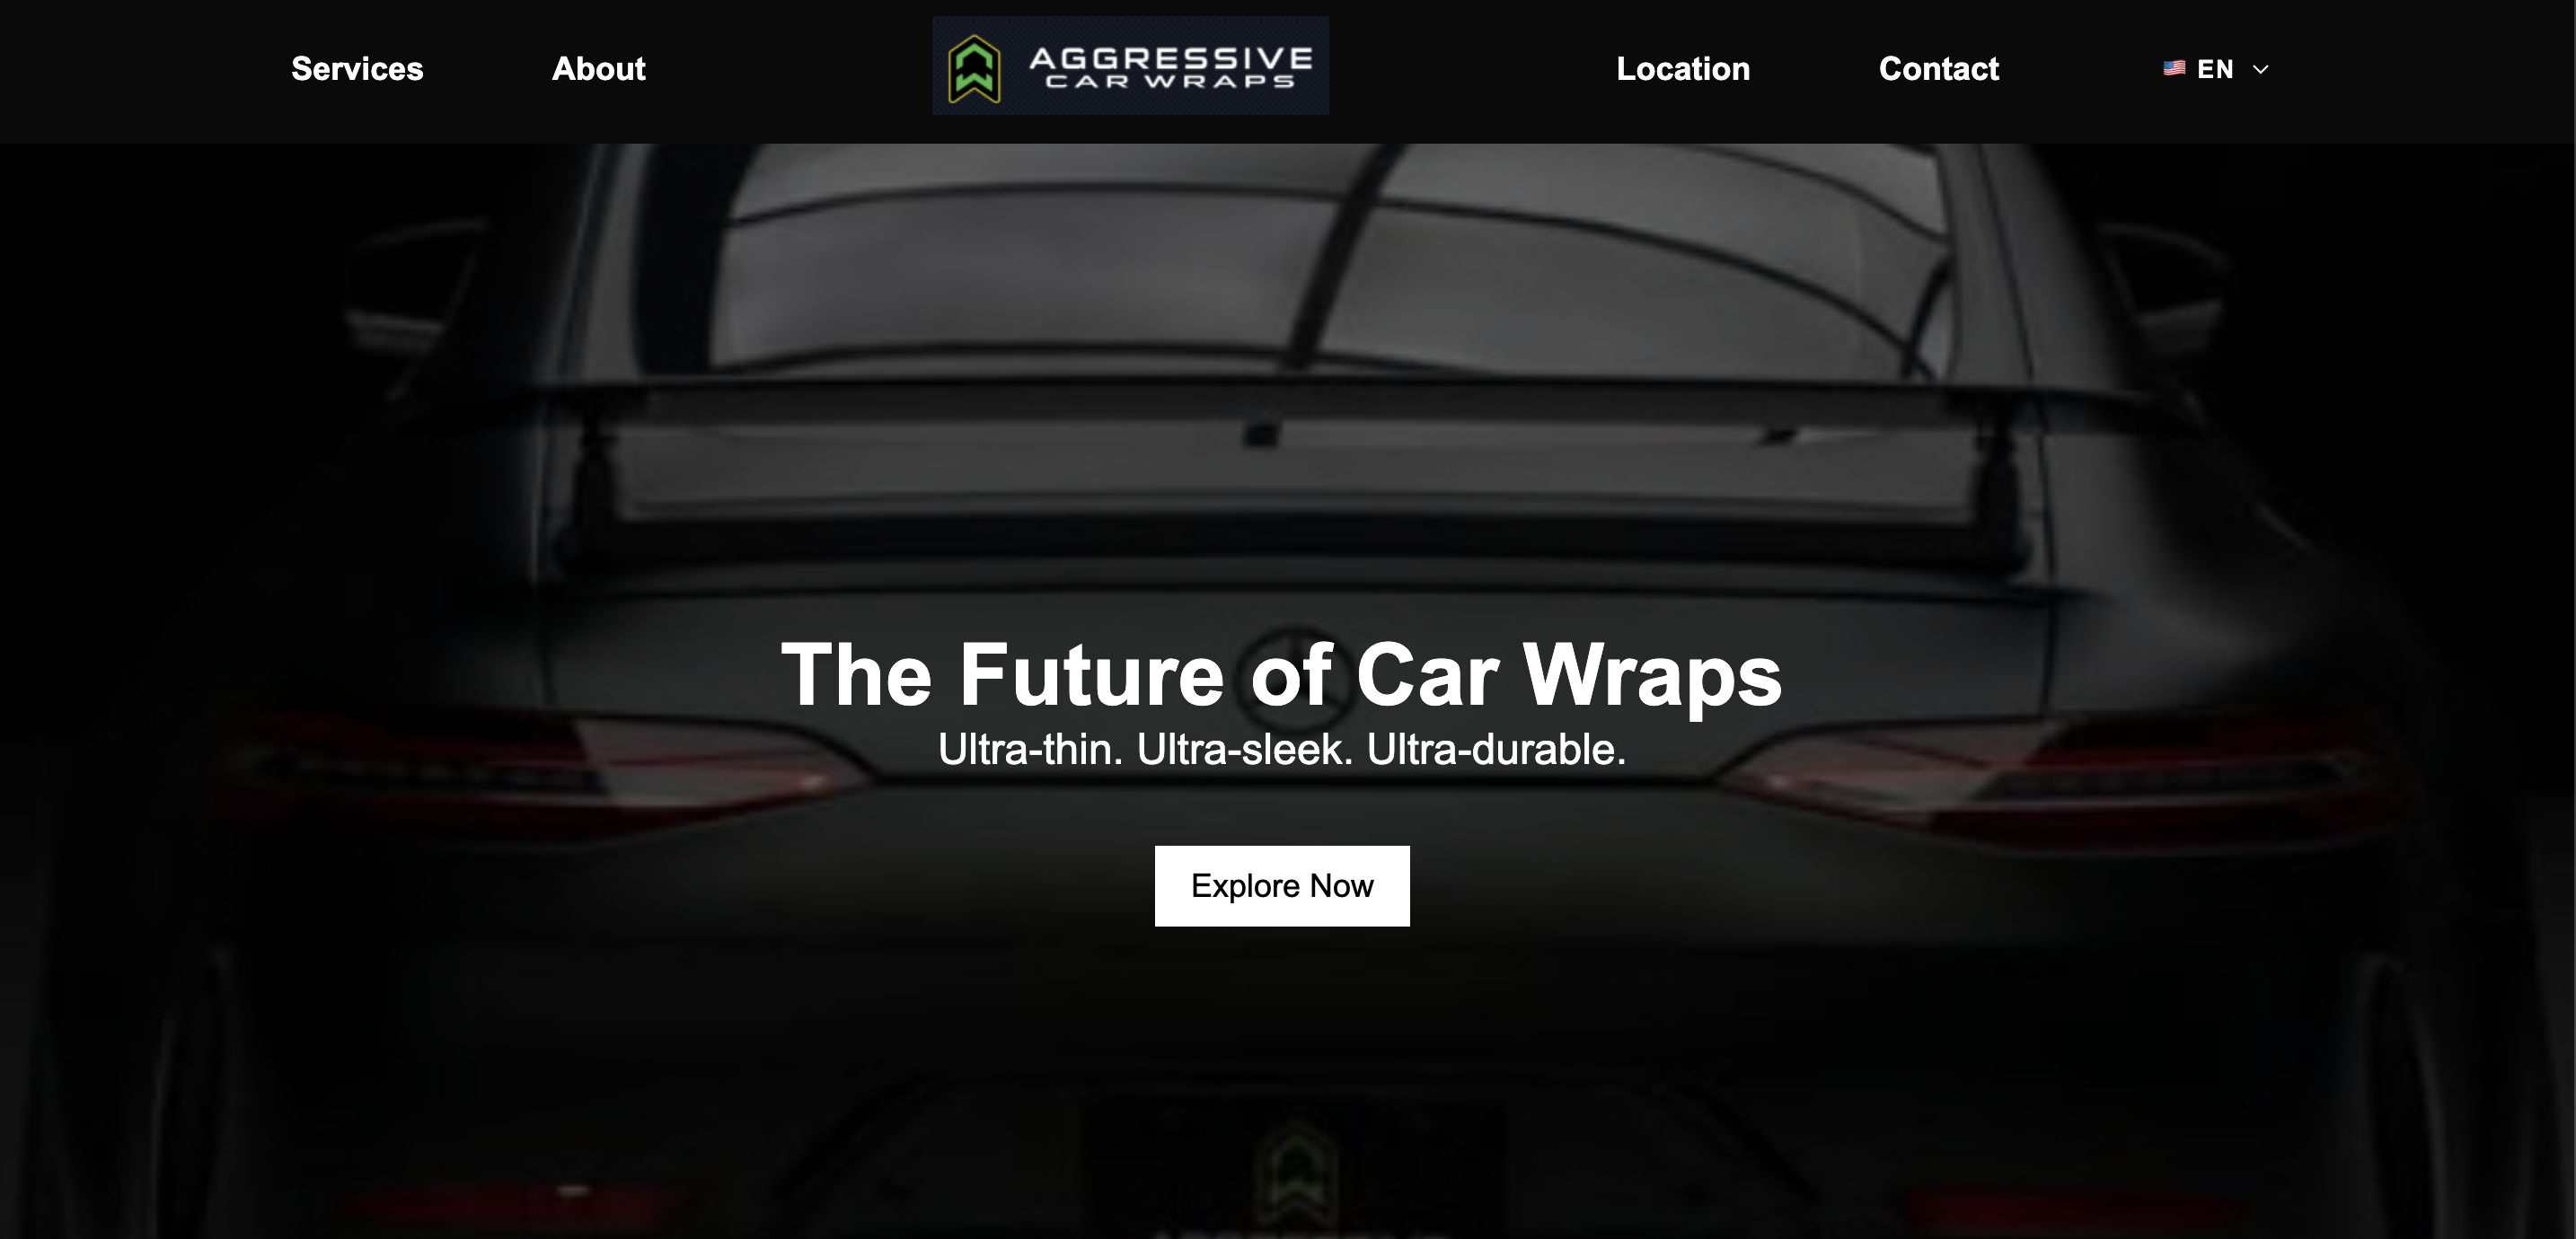 Services
About
AGGRESSIVE
CAR WRAPS
Location
Contact
EN
The Future of Car Wraps
Ultra-thin. Ultra-sleek. Ultra-durable.
Explore Now